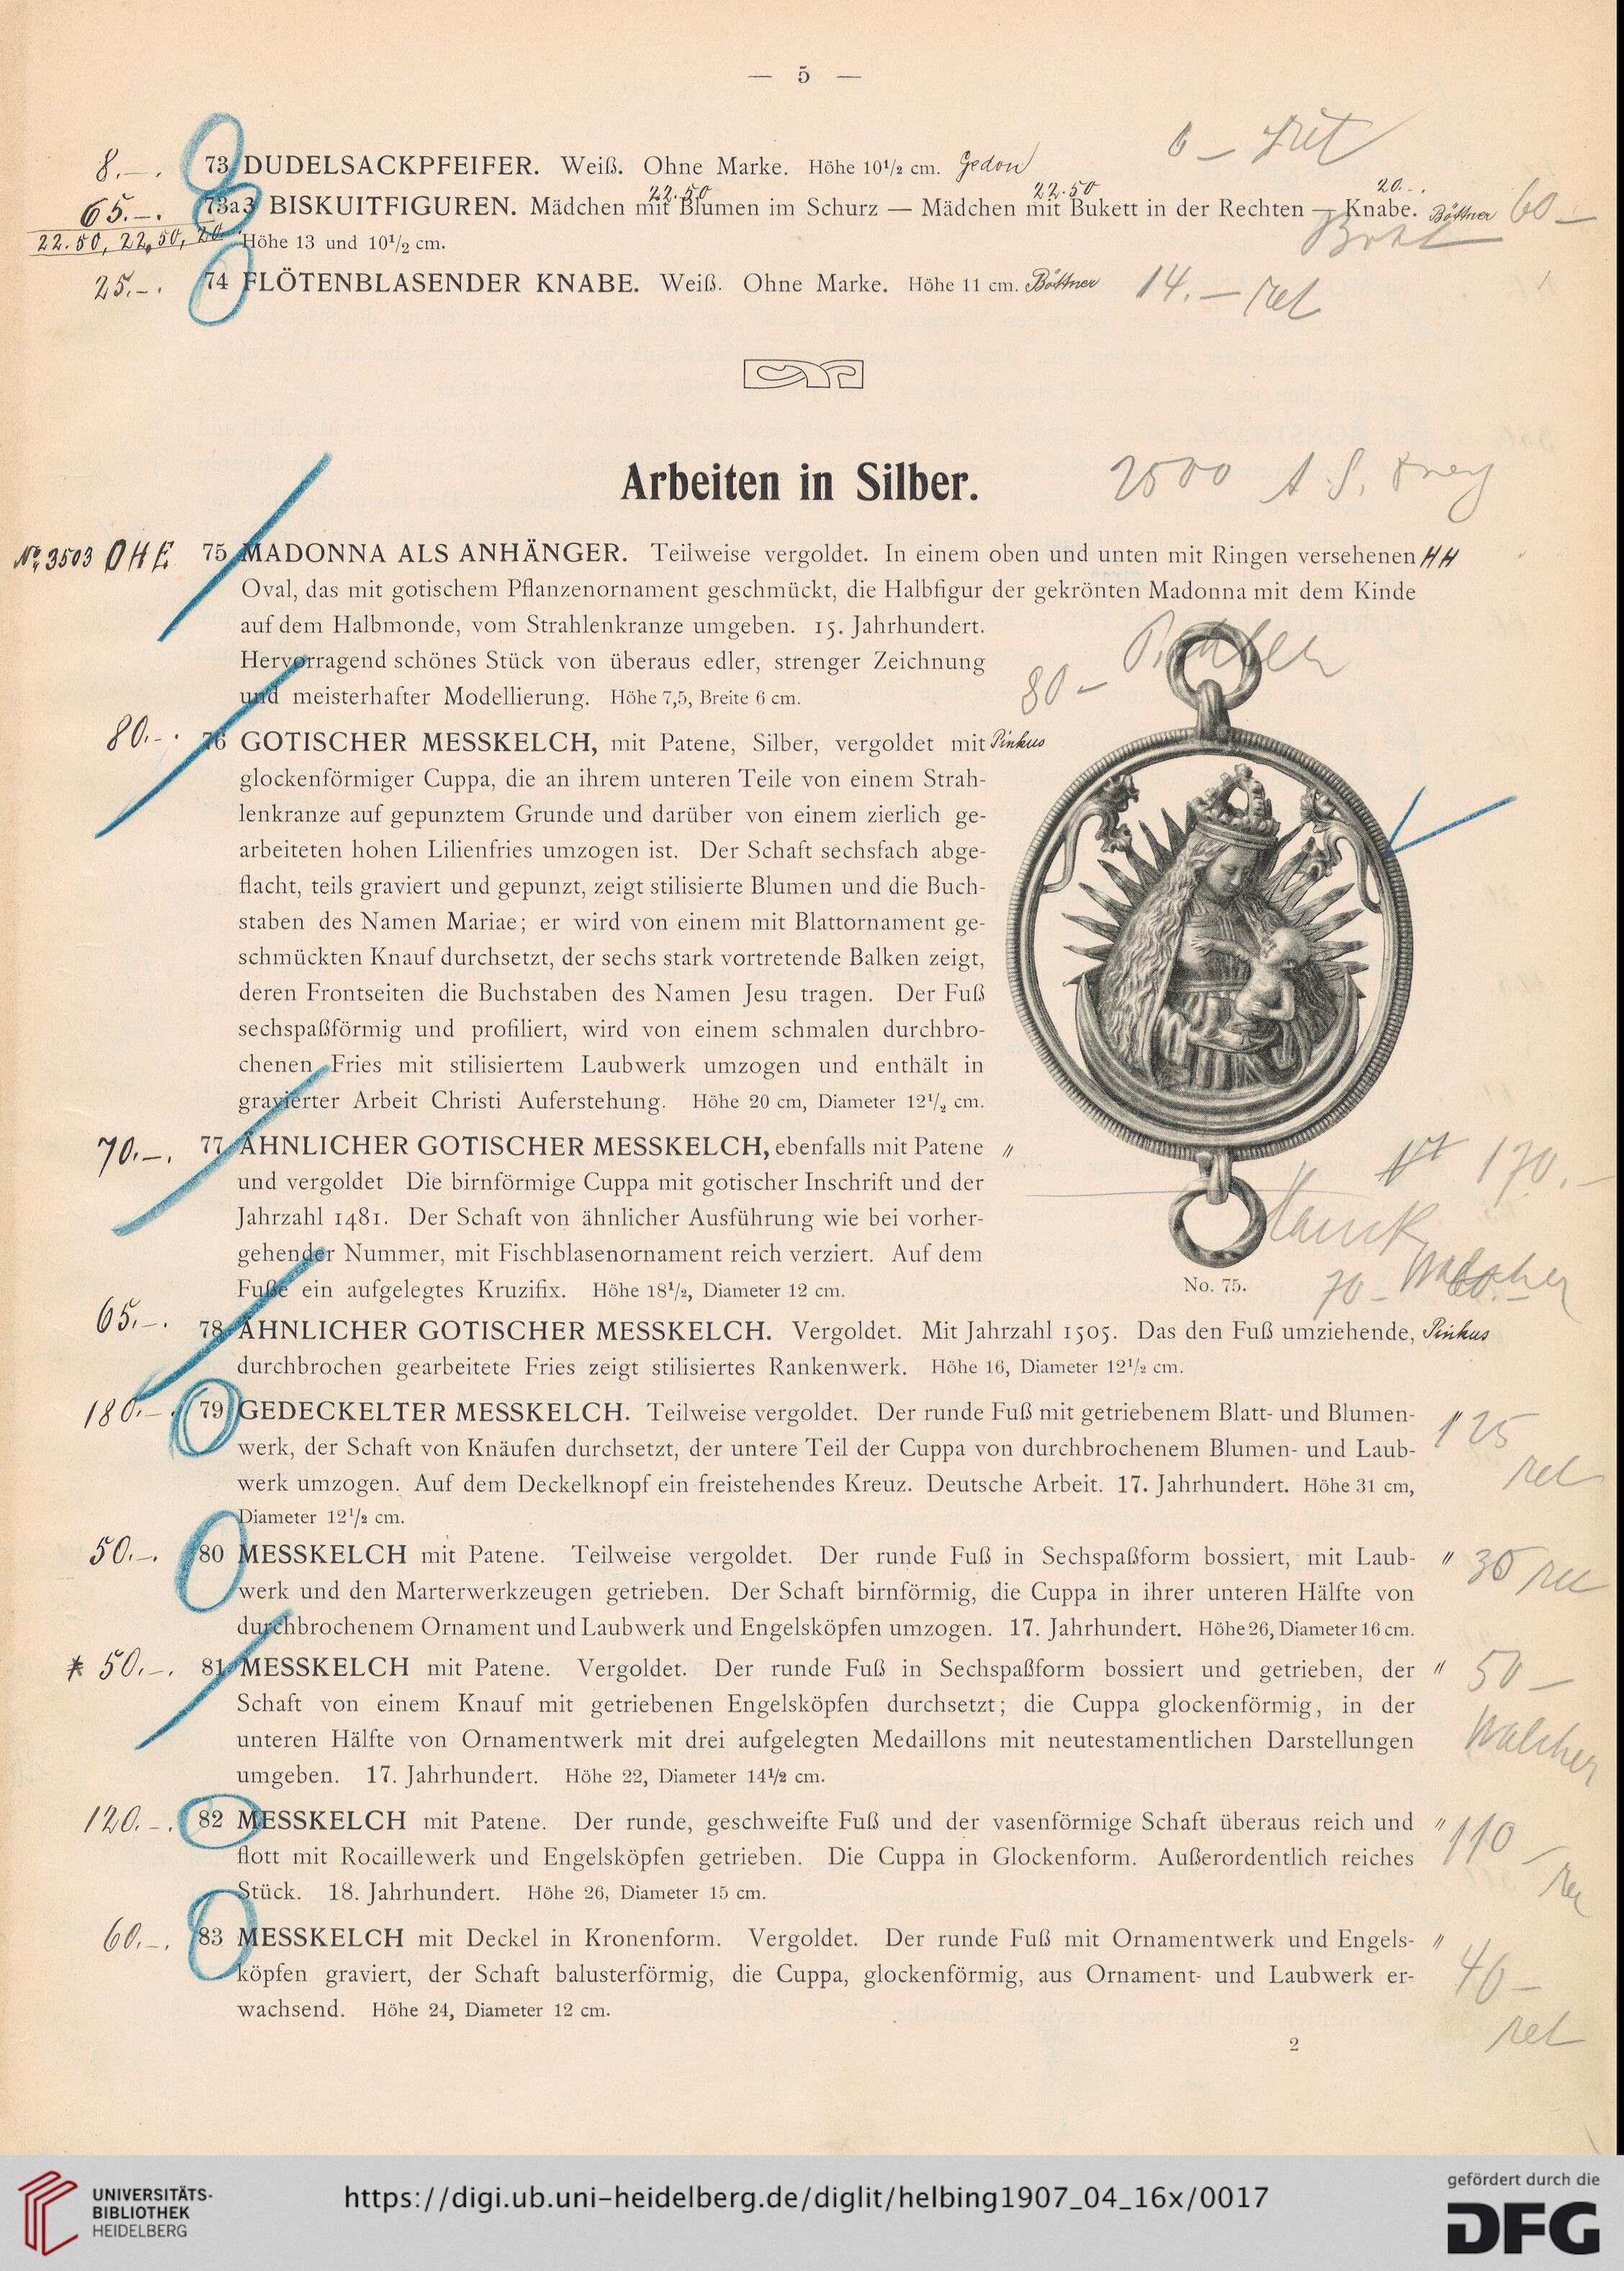 — 5 —
6 –
8.–. 73 DUDELSACKPFEIFER. Weiß. Ohne Marke. Höhe 10½ cm. Gedon
22.50 22.50 20.–.
65.–. 73a 3 BISKUITFIGUREN. Mädchen mit Blumen im Schurz — Mädchen mit Bukett in der Rechten — Knabe. Böttner 60 –
22.50, 22,50, 20. Höhe 13 und 10½ cm.
25.–. 74 FLÖTENBLASENDER KNABE. Weiß. Ohne Marke. Höhe 11 cm. Böttner 14.– ret
Arbeiten in Silber. 2500 A S. Drey
No 3503 OHE 75 MADONNA ALS ANHÄNGER. Teilweise vergoldet. In einem oben und unten mit Ringen versehenen HH
Oval, das mit gotischem Pflanzenornament geschmückt, die Halbfigur der gekrönten Madonna mit dem Kinde
auf dem Halbmonde, vom Strahlenkranze umgeben. 15. Jahrhundert.
Hervorragend schönes Stück von überaus edler, strenger Zeichnung
und meisterhafter Modellierung. Höhe 7,5, Breite 6 cm. 80 –
80.–. 76 GOTISCHER MESSKELCH, mit Patene, Silber, vergoldet mit Pinkus
glockenförmiger Cuppa, die an ihrem unteren Teile von einem Strah-
lenkranze auf gepunztem Grunde und darüber von einem zierlich ge-
arbeiteten hohen Lilienfries umzogen ist. Der Schaft sechsfach abge-
flacht, teils graviert und gepunzt, zeigt stilisierte Blumen und die Buch-
staben des Namen Mariae; er wird von einem mit Blattornament ge-
schmückten Knauf durchsetzt, der sechs stark vortretende Balken zeigt,
deren Frontseiten die Buchstaben des Namen Jesu tragen. Der Fuß
sechspaßförmig und profiliert, wird von einem schmalen durchbro-
chenen Fries mit stilisiertem Laubwerk umzogen und enthält in
gravierter Arbeit Christi Auferstehung. Höhe 20 cm, Diameter 12½ cm.
70.–. 77 ÄHNLICHER GOTISCHER MESSKELCH, ebenfalls mit Patene " 170.–
und vergoldet Die birnförmige Cuppa mit gotischer Inschrift und der
Jahrzahl 1481. Der Schaft von ähnlicher Ausführung wie bei vorher-
gehender Nummer, mit Fischblasenornament reich verziert. Auf dem
Fuße ein aufgelegtes Kruzifix. Höhe 18½, Diameter 12 cm.
No. 75. 70 – Walcher
65.–. 78 ÄHNLICHER GOTISCHER MESSKELCH. Vergoldet. Mit Jahrzahl 1505. Das den Fuß umziehende, Pinkus
durchbrochen gearbeitete Fries zeigt stilisiertes Rankenwerk. Höhe 16, Diameter 12½ cm.
180.–. 79 GEDECKELTER MESSKELCH. Teilweise vergoldet. Der runde Fuß mit getriebenem Blatt- und Blumen- " 125
werk, der Schaft von Knäufen durchsetzt, der untere Teil der Cuppa von durchbrochenem Blumen- und Laub-
werk umzogen. Auf dem Deckelknopf ein freistehendes Kreuz. Deutsche Arbeit. 17. Jahrhundert. Höhe 31 cm, ret
Diameter 12½ cm.
50.–. 80 MESSKELCH mit Patene. Teilweise vergoldet. Der runde Fuß in Sechspaßform bossiert, mit Laub- "
werk und den Marterwerkzeugen getrieben. Der Schaft birnförmig, die Cuppa in ihrer unteren Hälfte von
durchbrochenem Ornament und Laubwerk und Engelsköpfen umzogen. 17. Jahrhundert. Höhe 26, Diameter 16 cm.
* 50.–. 81 MESSKELCH mit Patene. Vergoldet. Der runde Fuß in Sechspaßform bossiert und getrieben, der " 50 –
Schaft von einem Knauf mit getriebenen Engelsköpfen durchsetzt; die Cuppa glockenförmig, in der
unteren Hälfte von Ornamentwerk mit drei aufgelegten Medaillons mit neutestamentlichen Darstellungen Walcher
umgeben. 17. Jahrhundert. Höhe 22, Diameter 14½ cm.
120.–. 82 MESSKELCH mit Patene. Der runde, geschweifte Fuß und der vasenförmige Schaft überaus reich und " 110 –
flott mit Rocaillewerk und Engelsköpfen getrieben. Die Cuppa in Glockenform. Außerordentlich reiches
Stück. 18. Jahrhundert. Höhe 26, Diameter 15 cm.
60.–. 83 MESSKELCH mit Deckel in Kronenform. Vergoldet. Der runde Fuß mit Ornamentwerk und Engels- "
köpfen graviert, der Schaft balusterförmig, die Cuppa, glockenförmig, aus Ornament- und Laubwerk er-
wachsend. Höhe 24, Diameter 12 cm.
ret
2
UNIVERSITÄTS-
BIBLIOTHEK
HEIDELBERG
https://digi.ub.uni-heidelberg.de/diglit/helbing1907_04_16x/0017
gefördert durch die
DFG